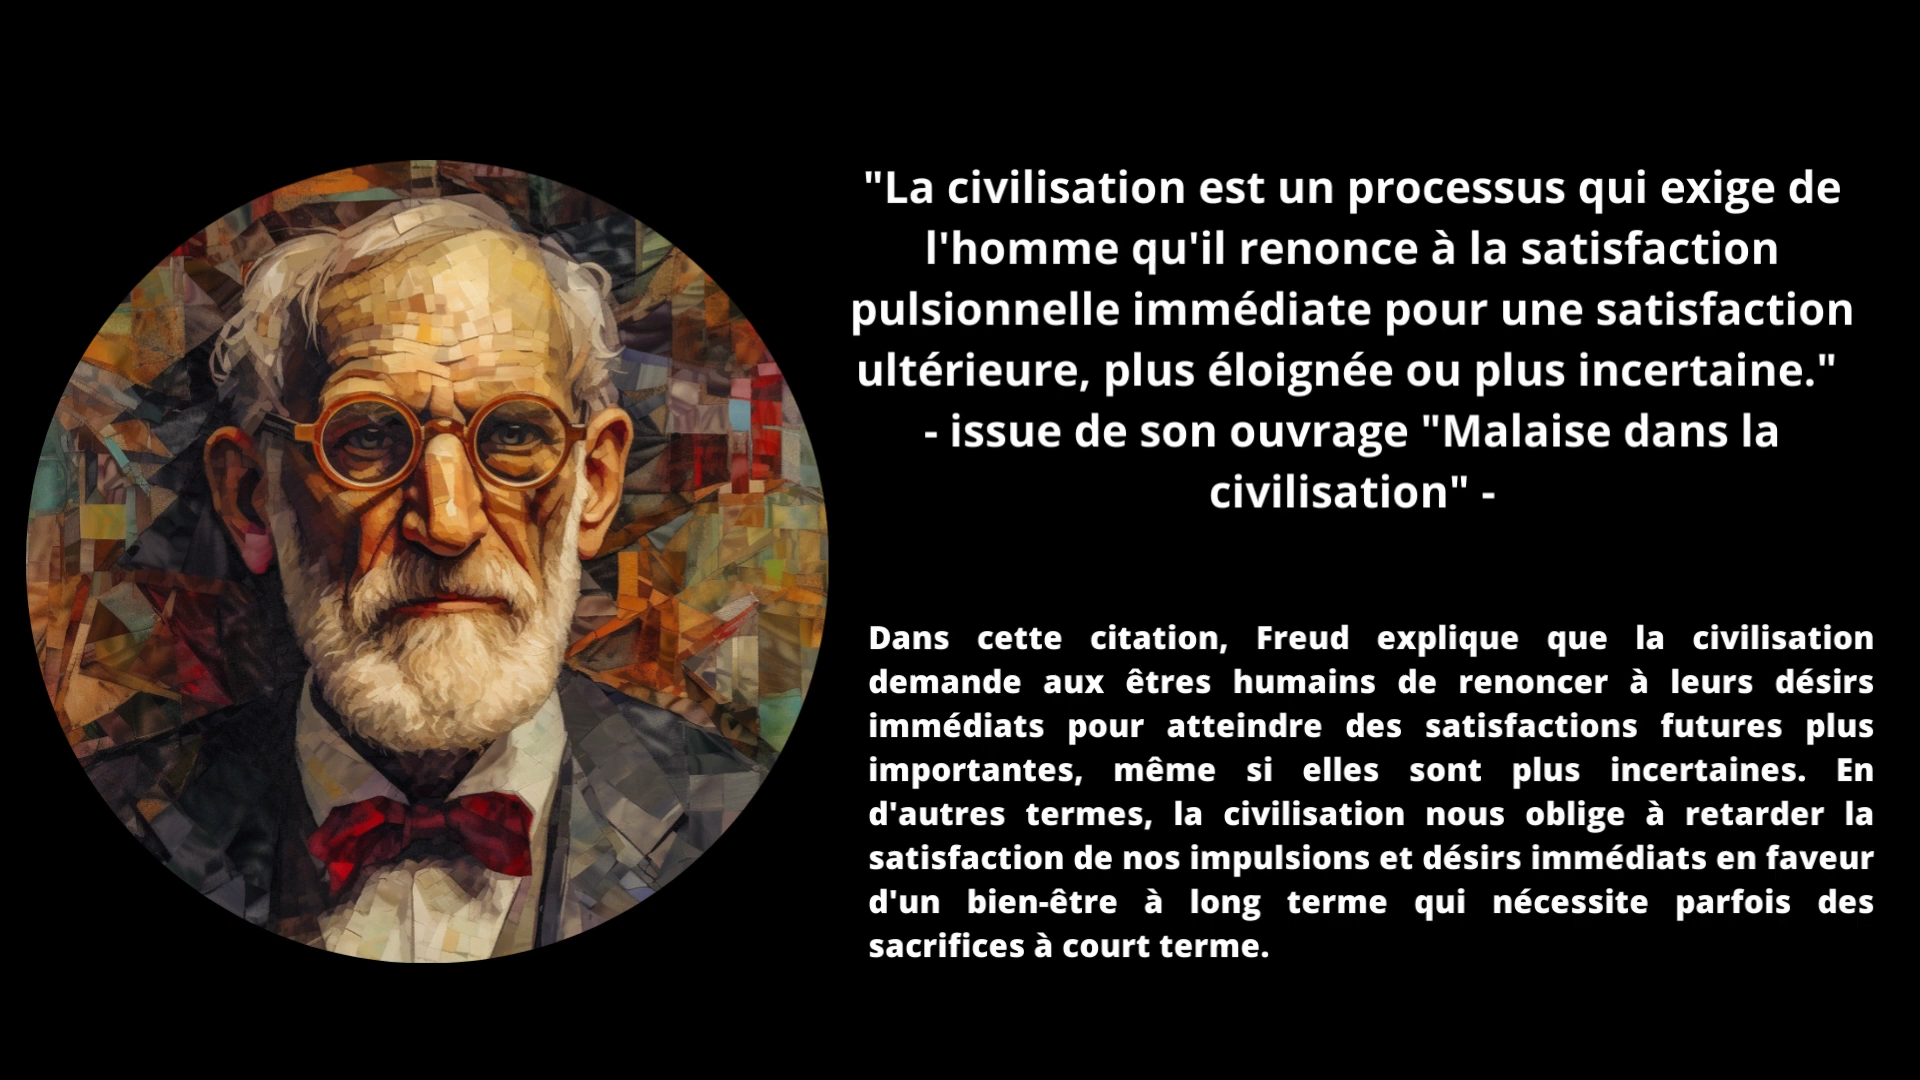 "La civilisation est un processus qui exige de
l'homme qu'il renonce à la satisfaction
pulsionnelle immédiate pour une satisfaction
ultérieure, plus éloignée ou plus incertaine."
- issue de son ouvrage "Malaise dans la
civilisation" -
Dans cette citation, Freud explique que la civilisation
demande aux êtres humains de renoncer à leurs désirs
immédiats pour atteindre des satisfactions futures plus
importantes, même si elles sont plus incertaines. En
d'autres termes, la civilisation nous oblige à retarder la
satisfaction de nos impulsions et désirs immédiats en faveur
d'un bien-être à long terme qui nécessite parfois des
sacrifices à court terme.